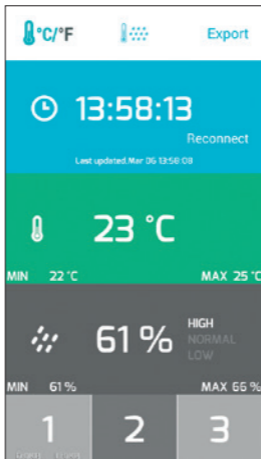 °C/°F Export
13:58:13
Reconnect
Last updated.Mar 06 13:58:08
23 °C
MIN 22 °C MAX 25 °C
61 % HIGH
NORMAL
LOW
MIN 61 % MAX 66 %
1 2 3